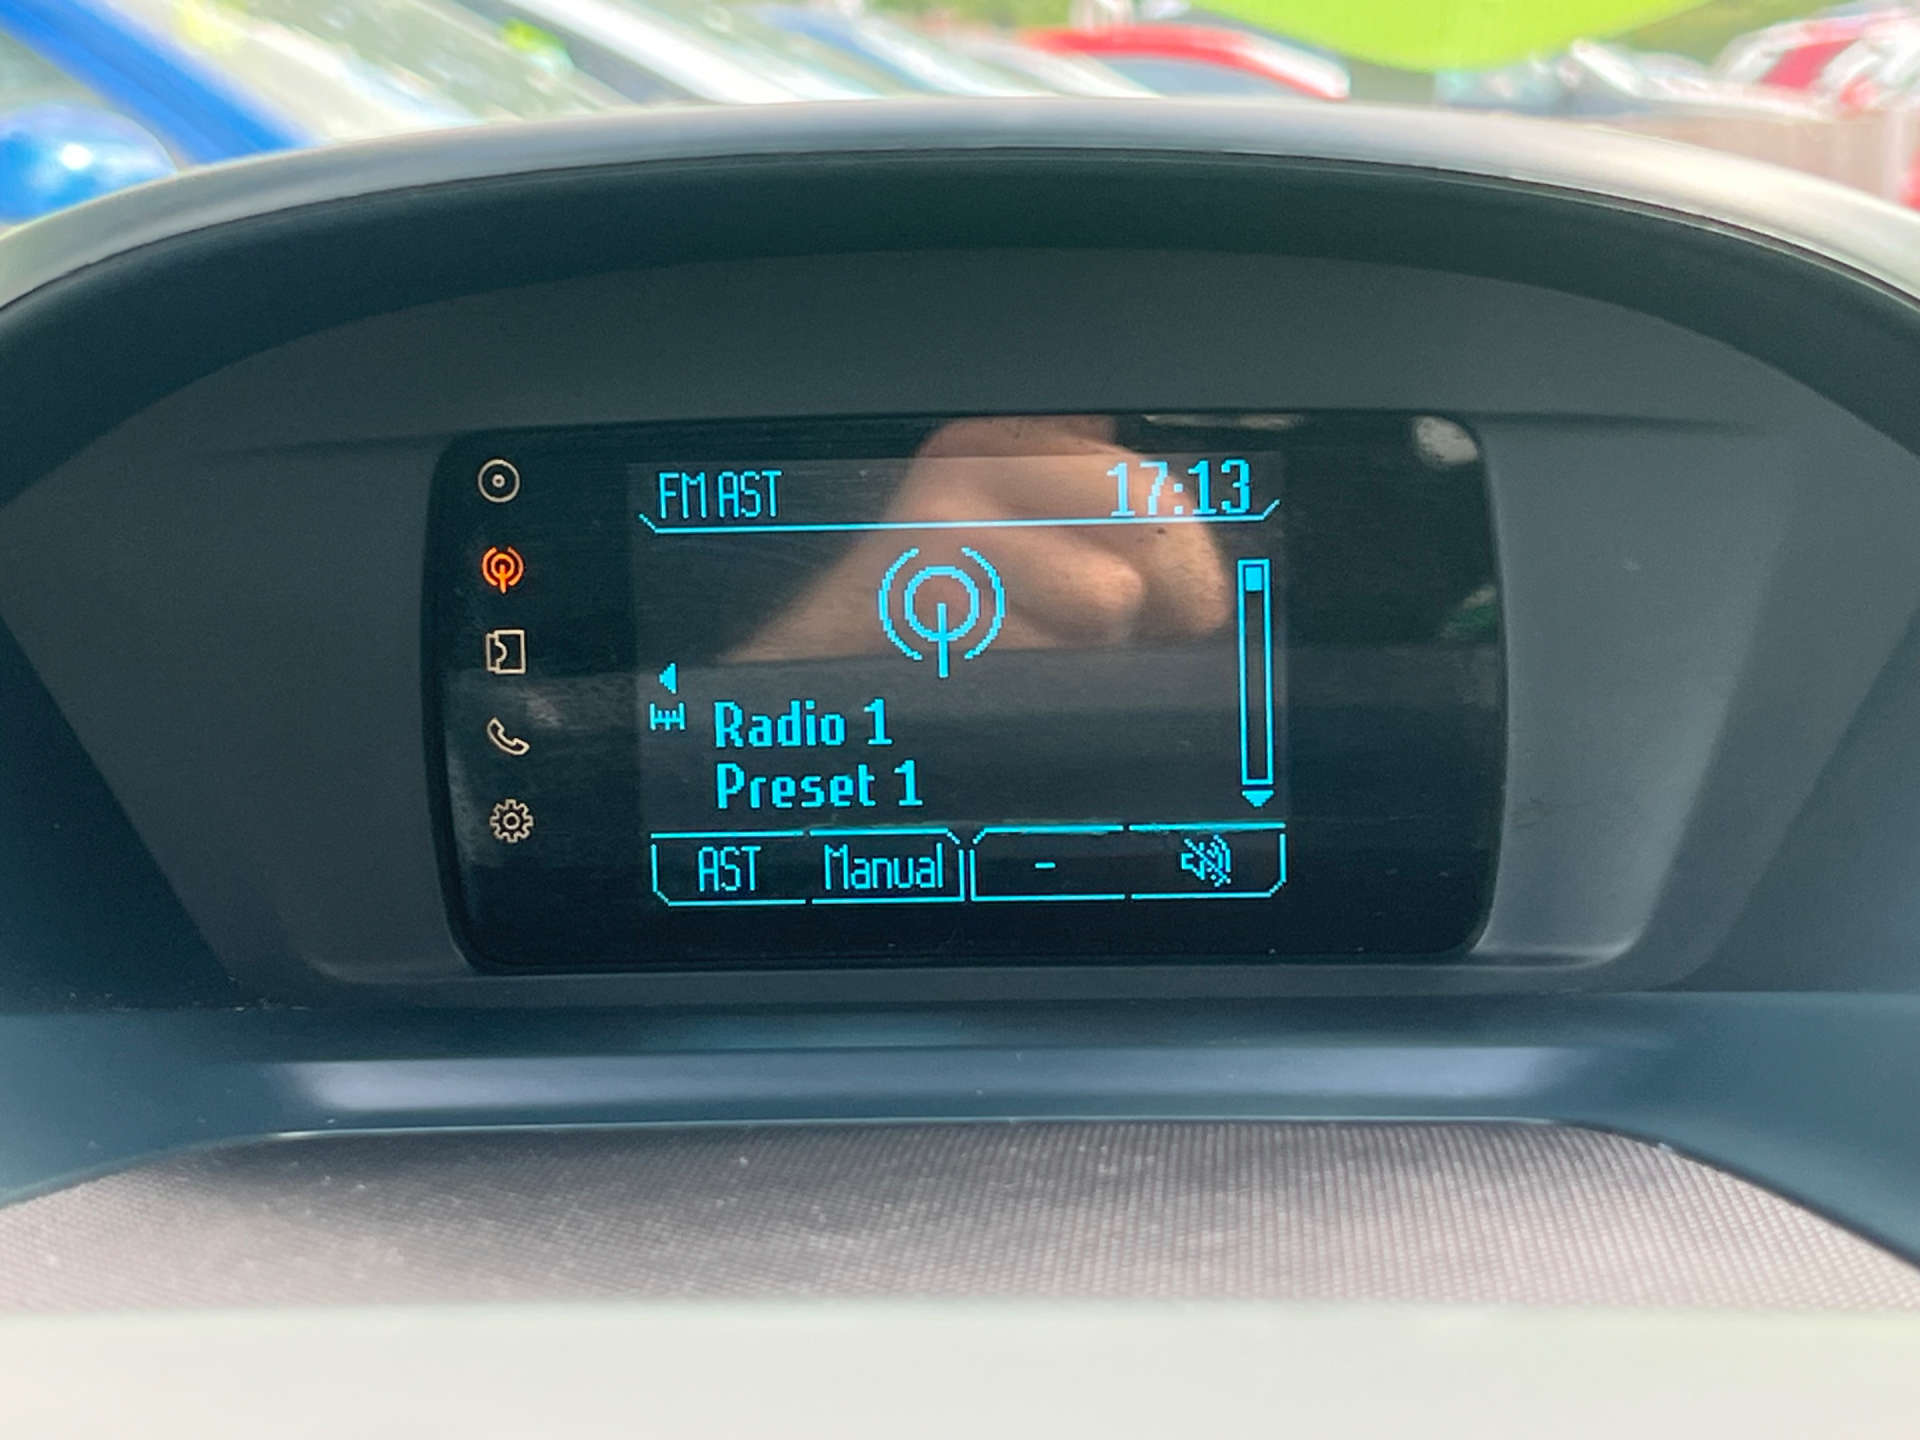 FM AST 17:13
Radio 1
Preset 1
AST Manual -